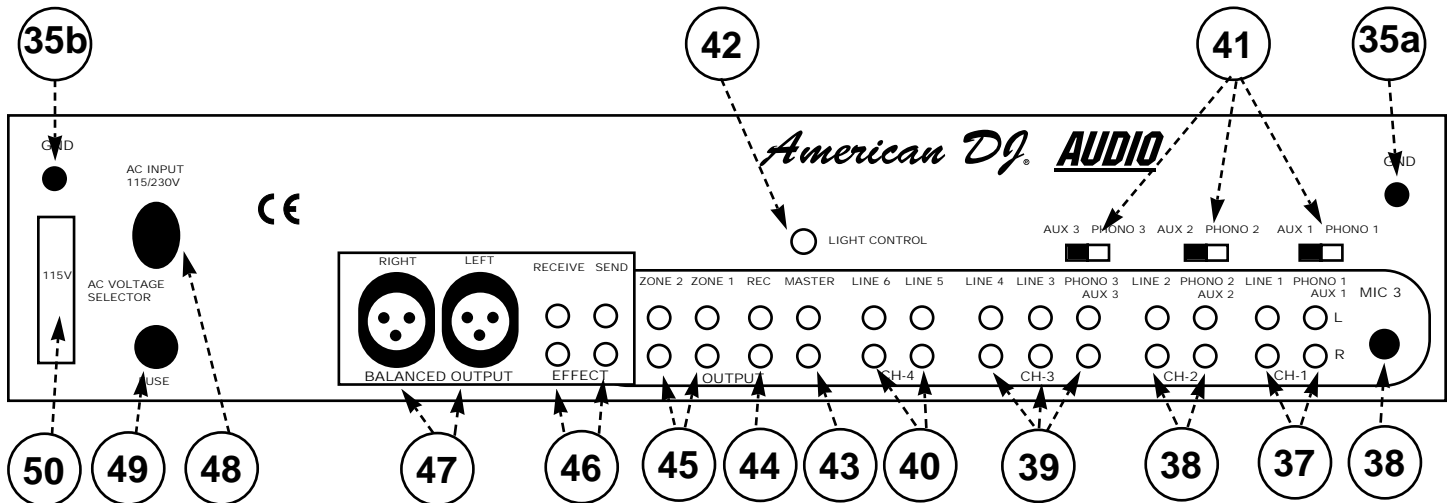 35b
42
41
35a
GND
American DJ® AUDIO
GND
AC INPUT
115/230V
CE
AUX 3 PHONO 3 AUX 2 PHONO 2 AUX 1 PHONO 1
LIGHT CONTROL
115V
AC VOLTAGE
SELECTOR
RIGHT LEFT RECEIVE SEND
ZONE 2 ZONE 1 REC MASTER LINE 6 LINE 5 LINE 4 LINE 3 PHONO 3 LINE 2 PHONO 2 LINE 1 PHONO 1
AUX 3 AUX 2 AUX 1
MIC 3
L
R
FUSE
BALANCED OUTPUT EFFECT OUTPUT CH-4 CH-3 CH-2 CH-1
50 49 48 47 46 45 44 43 40 39 38 37 38